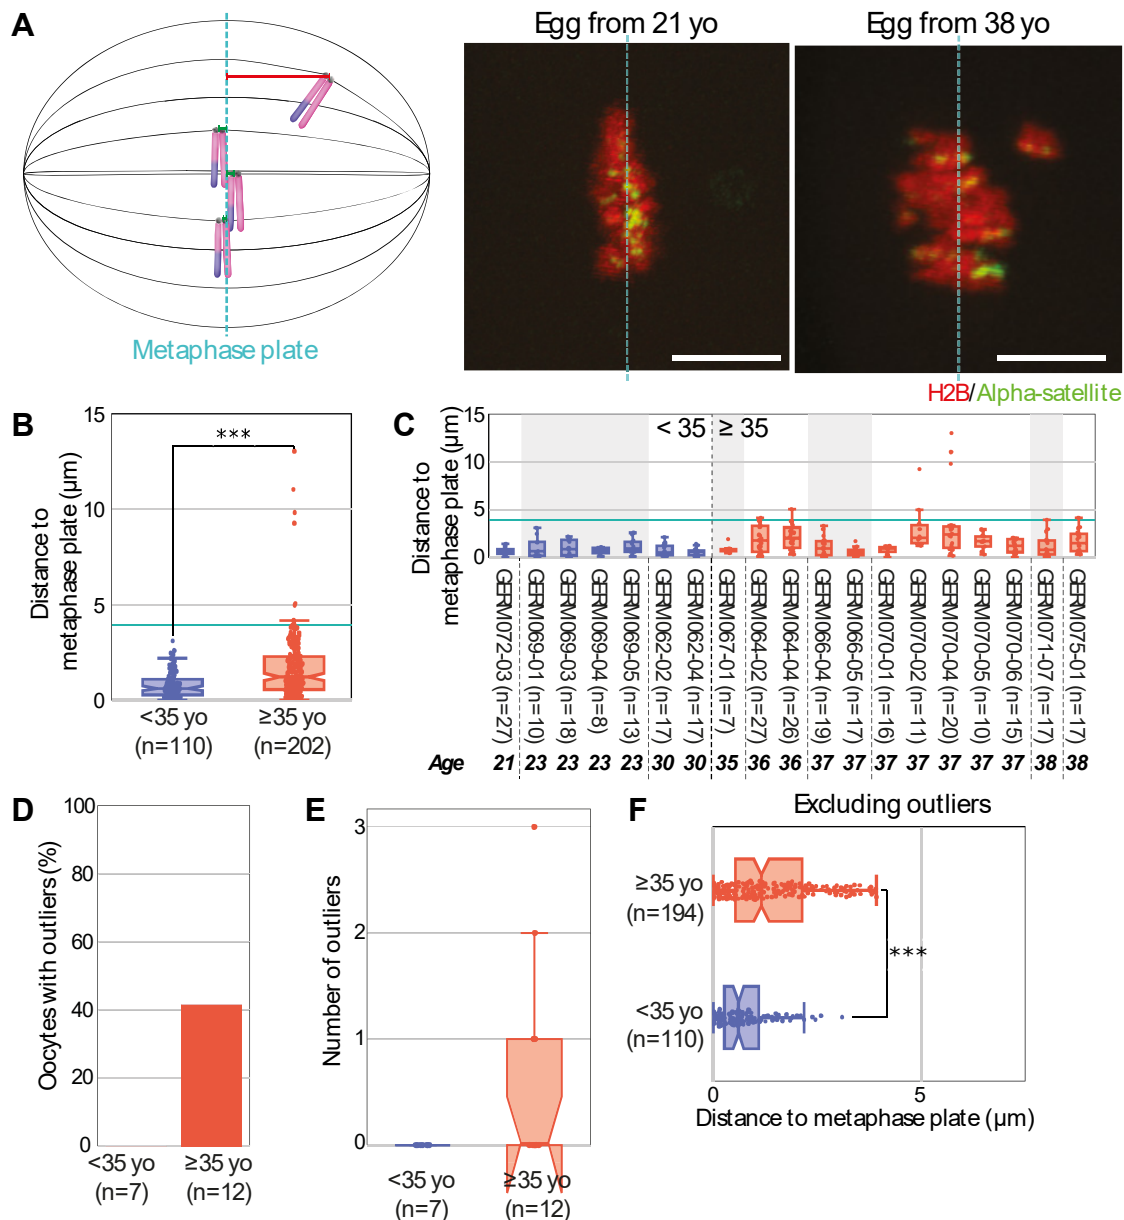 A
Egg from 21 yo
Egg from 38 yo
Metaphase plate
H2B/Alpha-satellite
B
Distance to
metaphase plate (μm)
15
10
5
0
***
<35 yo
(n=110)
≥35 yo
(n=202)
C
Distance to
metaphase plate (μm)
15
10
5
0
< 35 ≥ 35
GERM072-03 (n=27)
GERM069-01 (n=10)
GERM069-03 (n=18)
GERM069-04 (n=8)
GERM069-05 (n=13)
GERM062-02 (n=17)
GERM062-04 (n=17)
GERM067-01 (n=7)
GERM064-02 (n=27)
GERM064-04 (n=26)
GERM066-04 (n=19)
GERM066-05 (n=17)
GERM070-01 (n=16)
GERM070-02 (n=11)
GERM070-04 (n=20)
GERM070-05 (n=10)
GERM070-06 (n=15)
GERM071-07 (n=17)
GERM075-01 (n=17)
Age 21 23 23 23 23 30 30 35 36 36 37 37 37 37 37 37 37 38 38
D
Oocytes with outliers (%)
100
80
60
40
20
0
<35 yo
(n=7)
≥35 yo
(n=12)
E
Number of outliers
3
2
1
0
<35 yo
(n=7)
≥35 yo
(n=12)
F
Excluding outliers
≥35 yo
(n=194)
<35 yo
(n=110)
***
0
5
Distance to metaphase plate (μm)